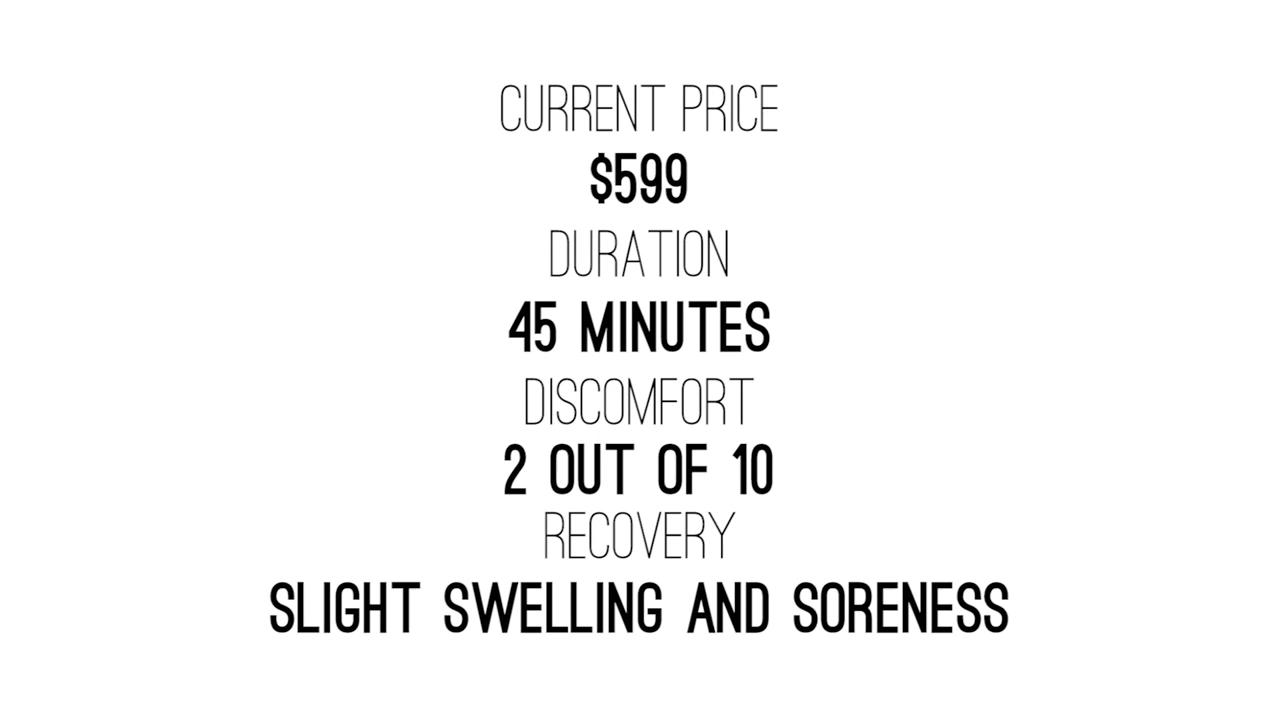 CURRENT PRICE
$599
DURATION
45 MINUTES
DISCOMFORT
2 OUT OF 10
RECOVERY
SLIGHT SWELLING AND SORENESS